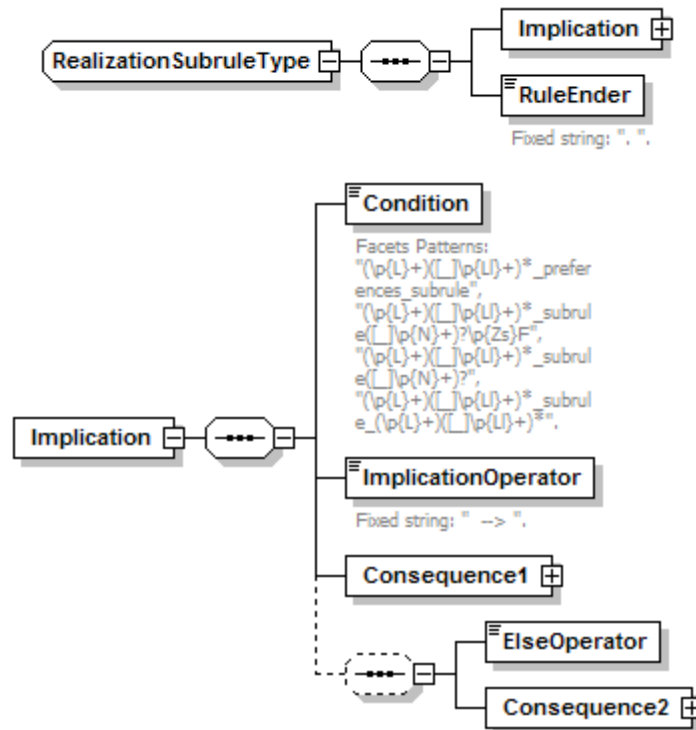 Implication
RealizationSubruleType
RuleEnder
Fixed string: ". ".
Condition
Facets Patterns:
"(\p{L}+)([_]\p{Ll}+)*_prefer
ences_subrule",
"(\p{L}+)([_]\p{Ll}+)*_subrul
e([_]\p{N}+)?\p{Zs}F",
"(\p{L}+)([_]\p{Ll}+)*_subrul
e([_]\p{N}+)?",
"(\p{L}+)([_]\p{Ll}+)*_subrul
e_(\p{L}+)([_]\p{Ll}+)*".
Implication
ImplicationOperator
Fixed string: "  --> ".
Consequence1
ElseOperator
Consequence2